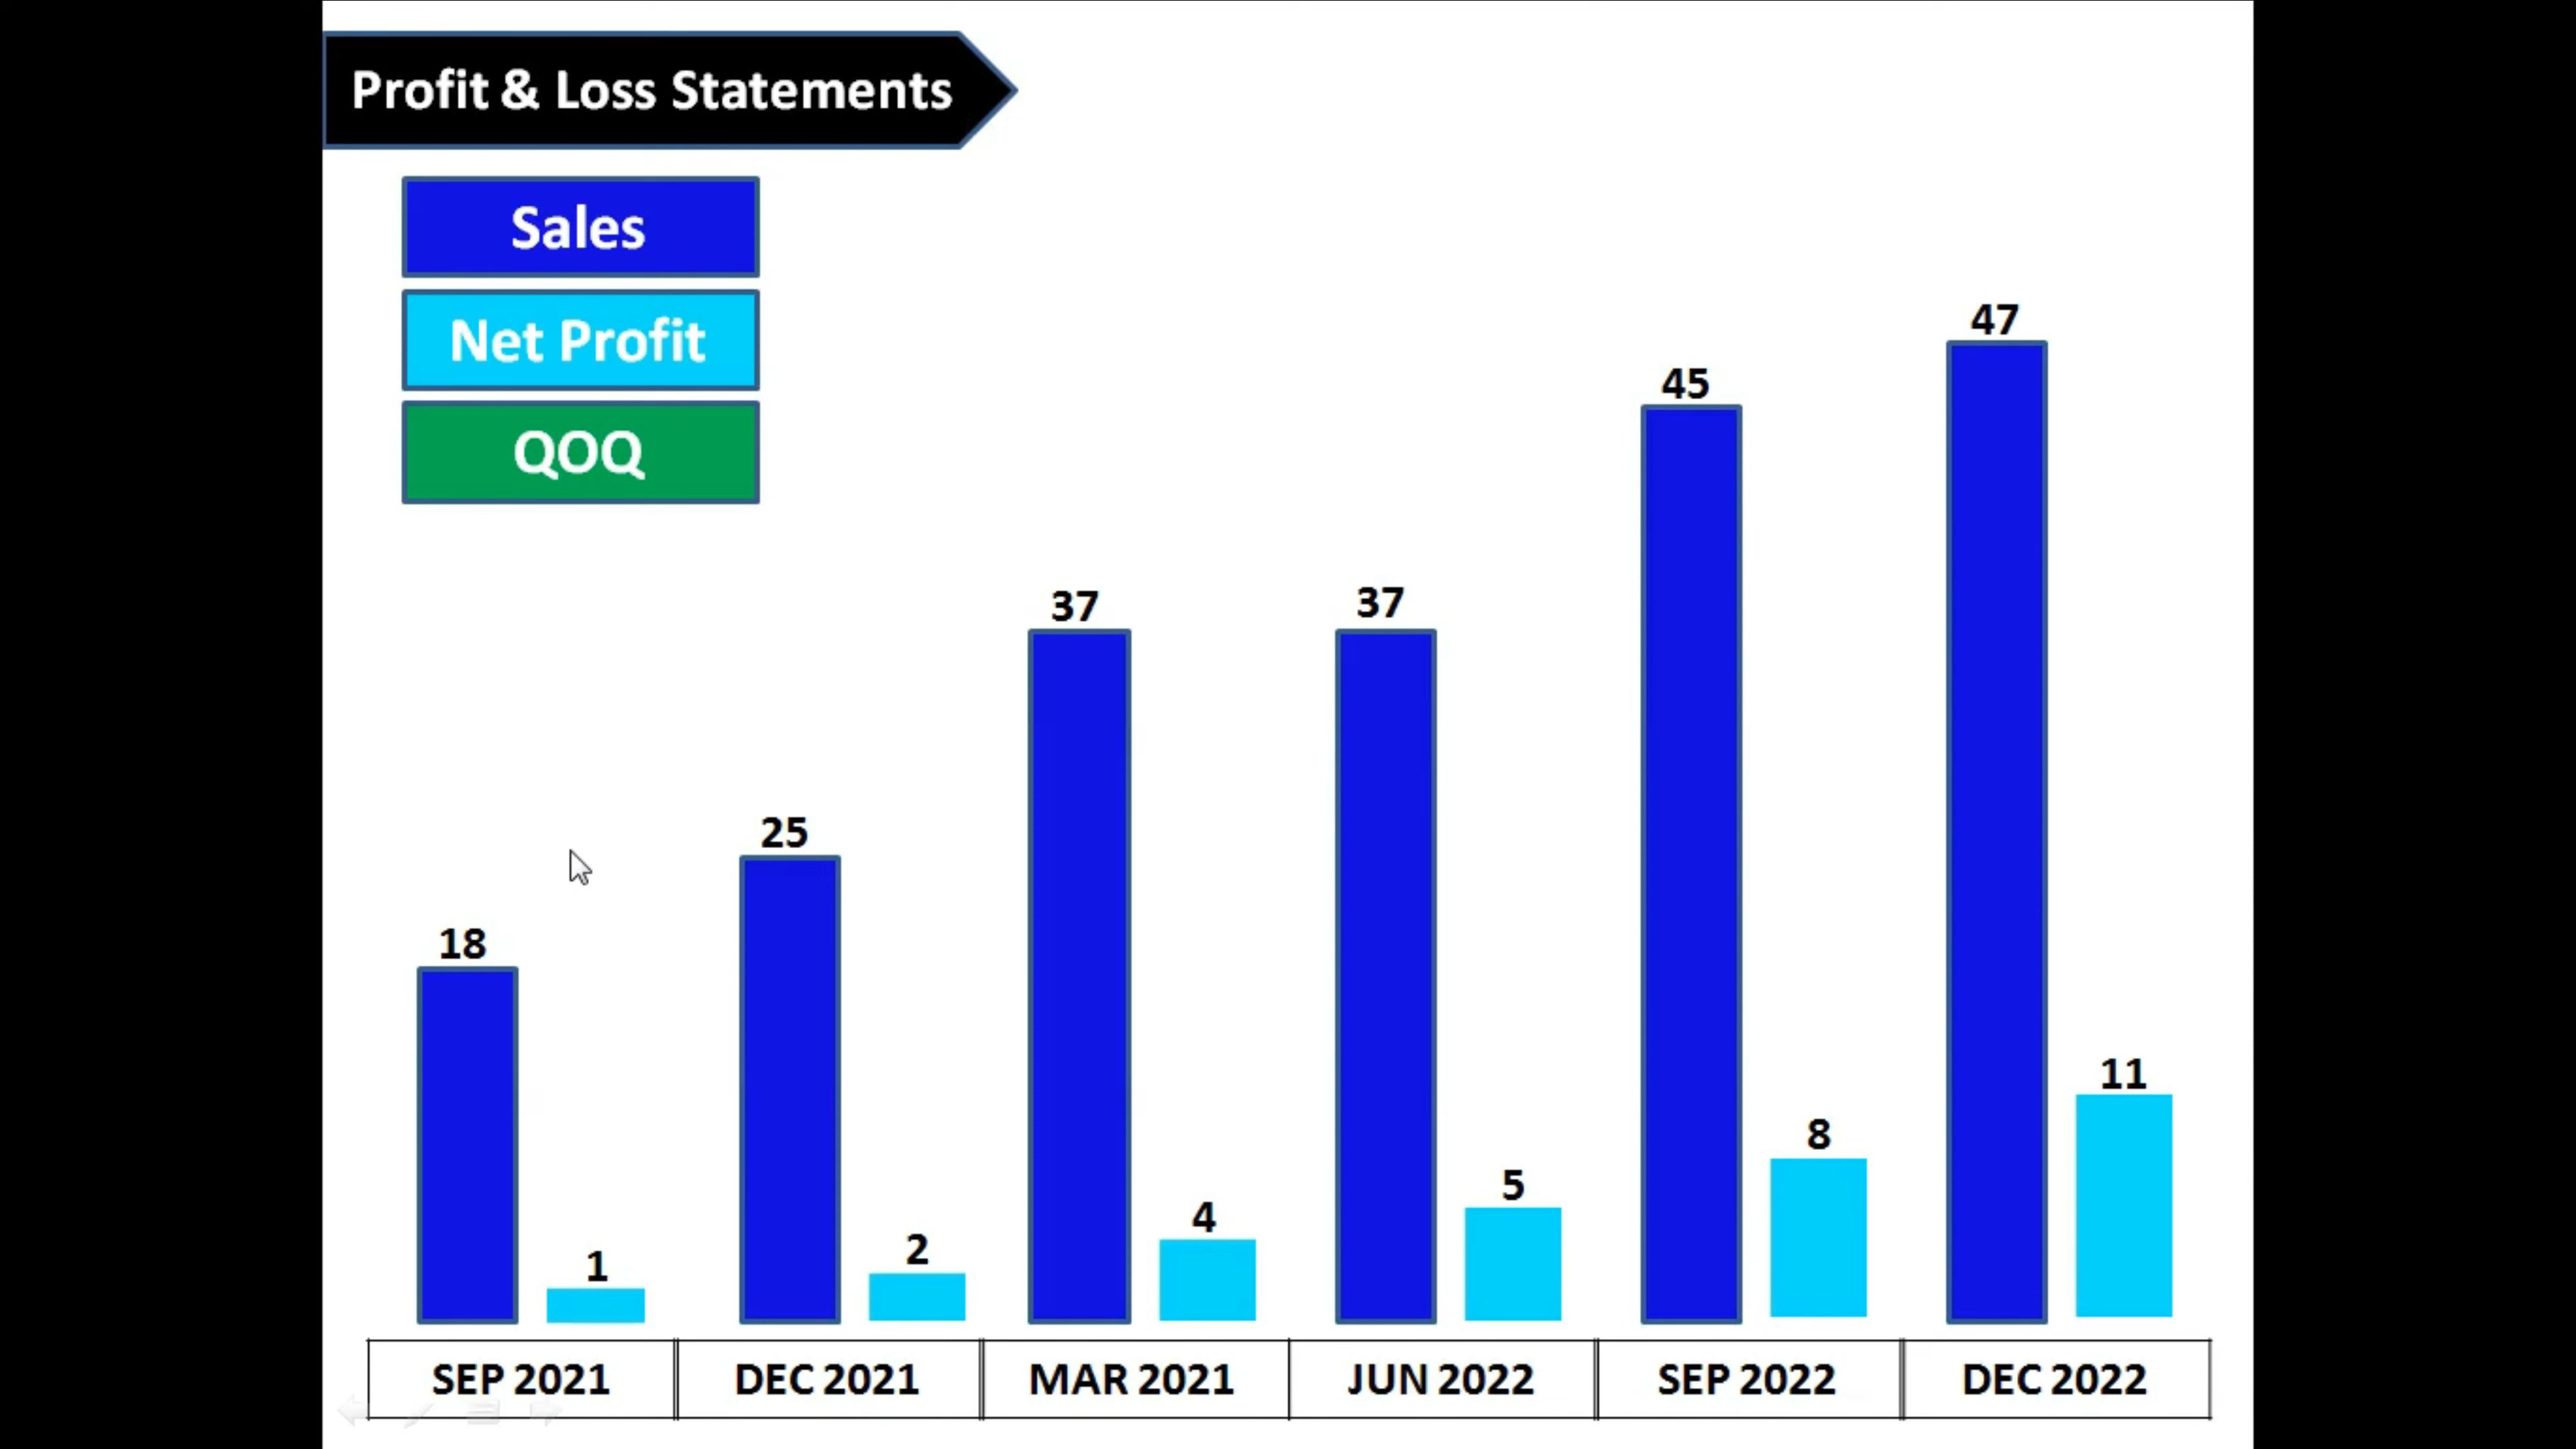 Profit & Loss Statements
Sales
Net Profit
QOQ
47
45
37
37
25
18
11
8
5
4
2
1
SEP 2021
DEC 2021
MAR 2021
JUN 2022
SEP 2022
DEC 2022